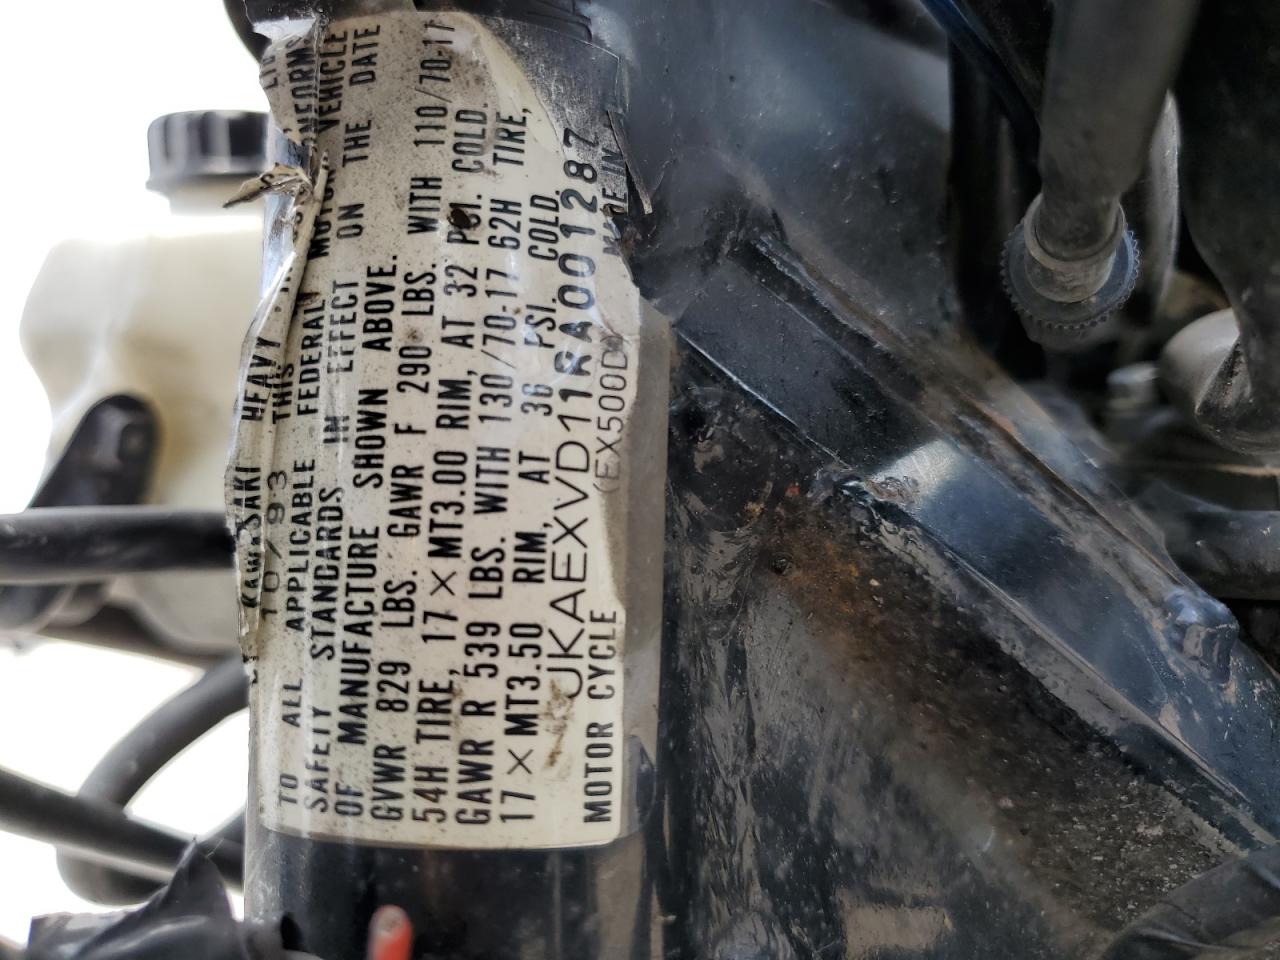 KAWASAKI HEAVY
10/93 THIS
TO ALL APPLICABLE FEDERAL MOTOR VEHICLE
SAFETY STANDARDS IN EFFECT ON THE DATE
OF MANUFACTURE SHOWN ABOVE.
GVWR 829 LBS. GAWR F 290 LBS. WITH 110/70-17
54H TIRE, 17 × MT3.00 RIM, AT 32 PSI. COLD.
GAWR R 539 LBS. WITH 130/70-17 62H TIRE,
17 × MT3.50 RIM, AT 36 PSI. COLD.
JKAEXVD11RA001287
MOTOR CYCLE (EX500D MADE IN